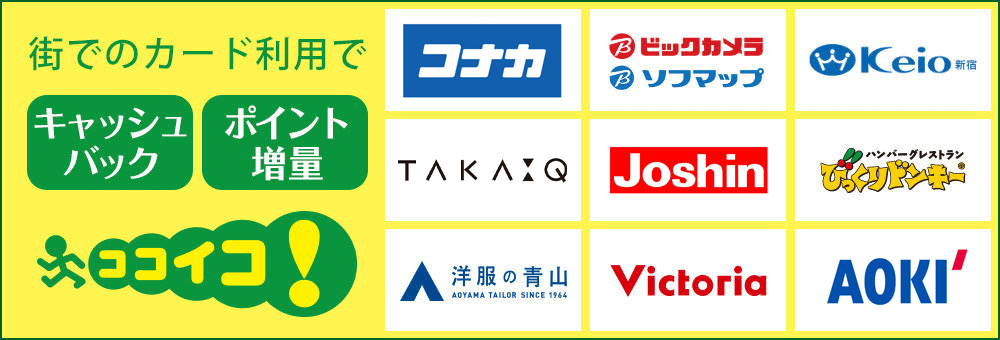 街でのカード利用で
キャッシュ
バック
ポイント
増量
ココイコ!
コナカ
B ビックカメラ
B ソフマップ
Keio 新宿
TAKA:Q
Joshin
ハンバーグレストラン
びっくりドンキー
洋服の青山
AOYAMA TAILOR SINCE 1964
Victoria
AOKI'